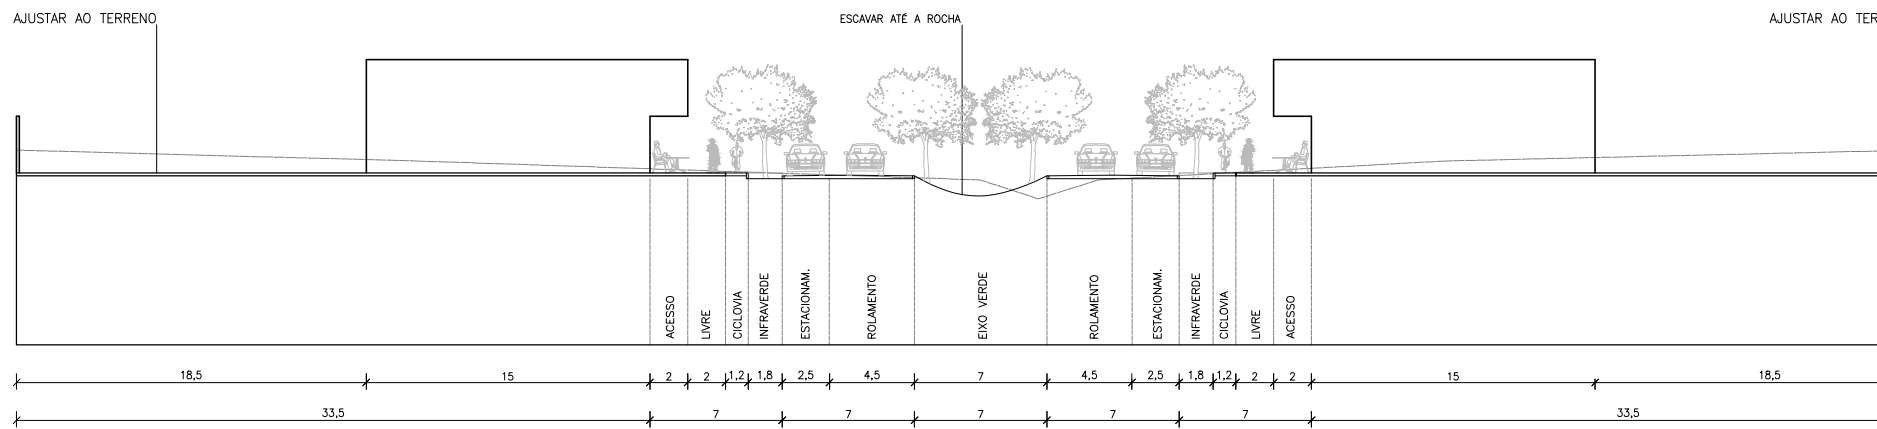 AJUSTAR AO TERRENO
ESCAVAR ATÉ A ROCHA
AJUSTAR AO TER
ACESSO
LIVRE
CICLOVIA
INFRAVERDE
ESTACIONAM.
ROLAMENTO
EIXO VERDE
ROLAMENTO
ESTACIONAM.
INFRAVERDE
CICLOVIA
LIVRE
ACESSO
18,5 15 2 2 1,2 1,8 2,5 4,5 7 4,5 2,5 1,8 1,2 2 2 15 18,5
33,5 7 7 7 7 7 33,5